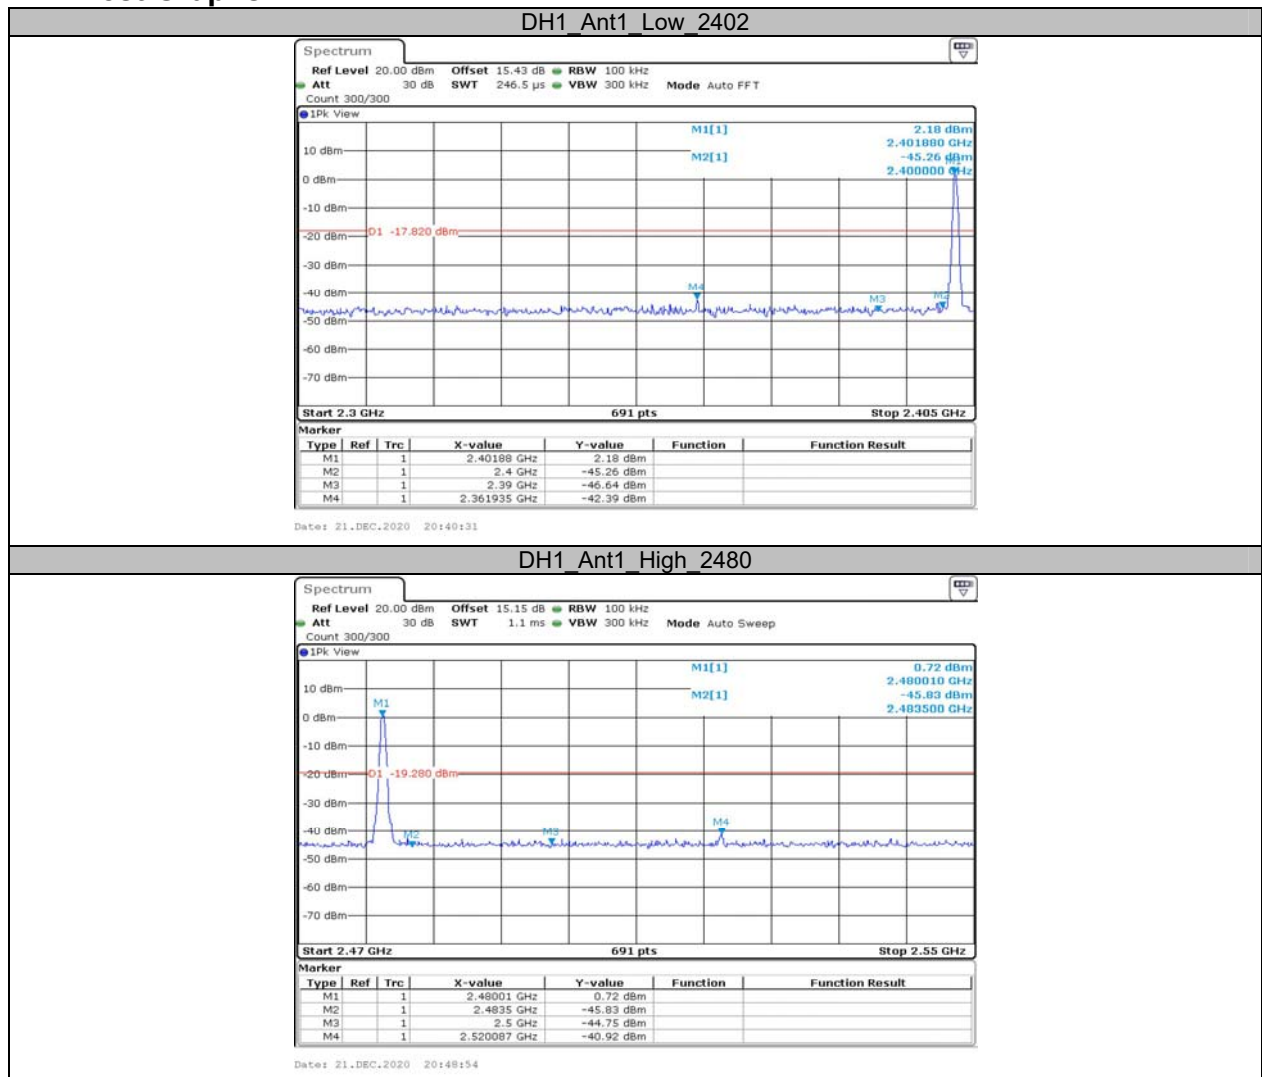 DH1_Ant1_Low_2402
Spectrum
Ref Level 20.00 dBm Offset 15.43 dB RBW 100 kHz
Att 30 dB SWT 246.5 µs VBW 300 kHz Mode Auto FFT
Count 300/300
1Pk View
M1[1] 2.18 dBm
2.401880 GHz
M2[1] -45.26 dBm
2.400000 GHz
10 dBm
M1
0 dBm
-10 dBm
-20 dBm
D1 -17.820 dBm
-30 dBm
-40 dBm
M4
M3
M2
-50 dBm
-60 dBm
-70 dBm
Start 2.3 GHz 691 pts Stop 2.405 GHz
Marker
Type Ref Trc X-value Y-value Function Function Result
M1 1 2.40188 GHz 2.18 dBm
M2 1 2.4 GHz -45.26 dBm
M3 1 2.39 GHz -46.64 dBm
M4 1 2.361935 GHz -42.39 dBm
Date: 21.DEC.2020 20:40:31
DH1_Ant1_High_2480
Spectrum
Ref Level 20.00 dBm Offset 15.15 dB RBW 100 kHz
Att 30 dB SWT 1.1 ms VBW 300 kHz Mode Auto Sweep
Count 300/300
1Pk View
M1[1] 0.72 dBm
2.480010 GHz
M2[1] -45.83 dBm
2.483500 GHz
10 dBm
M1
0 dBm
-10 dBm
-20 dBm
D1 -19.280 dBm
-30 dBm
-40 dBm
M2
M3
M4
-50 dBm
-60 dBm
-70 dBm
Start 2.47 GHz 691 pts Stop 2.55 GHz
Marker
Type Ref Trc X-value Y-value Function Function Result
M1 1 2.48001 GHz 0.72 dBm
M2 1 2.4835 GHz -45.83 dBm
M3 1 2.5 GHz -44.75 dBm
M4 1 2.520087 GHz -40.92 dBm
Date: 21.DEC.2020 20:48:54